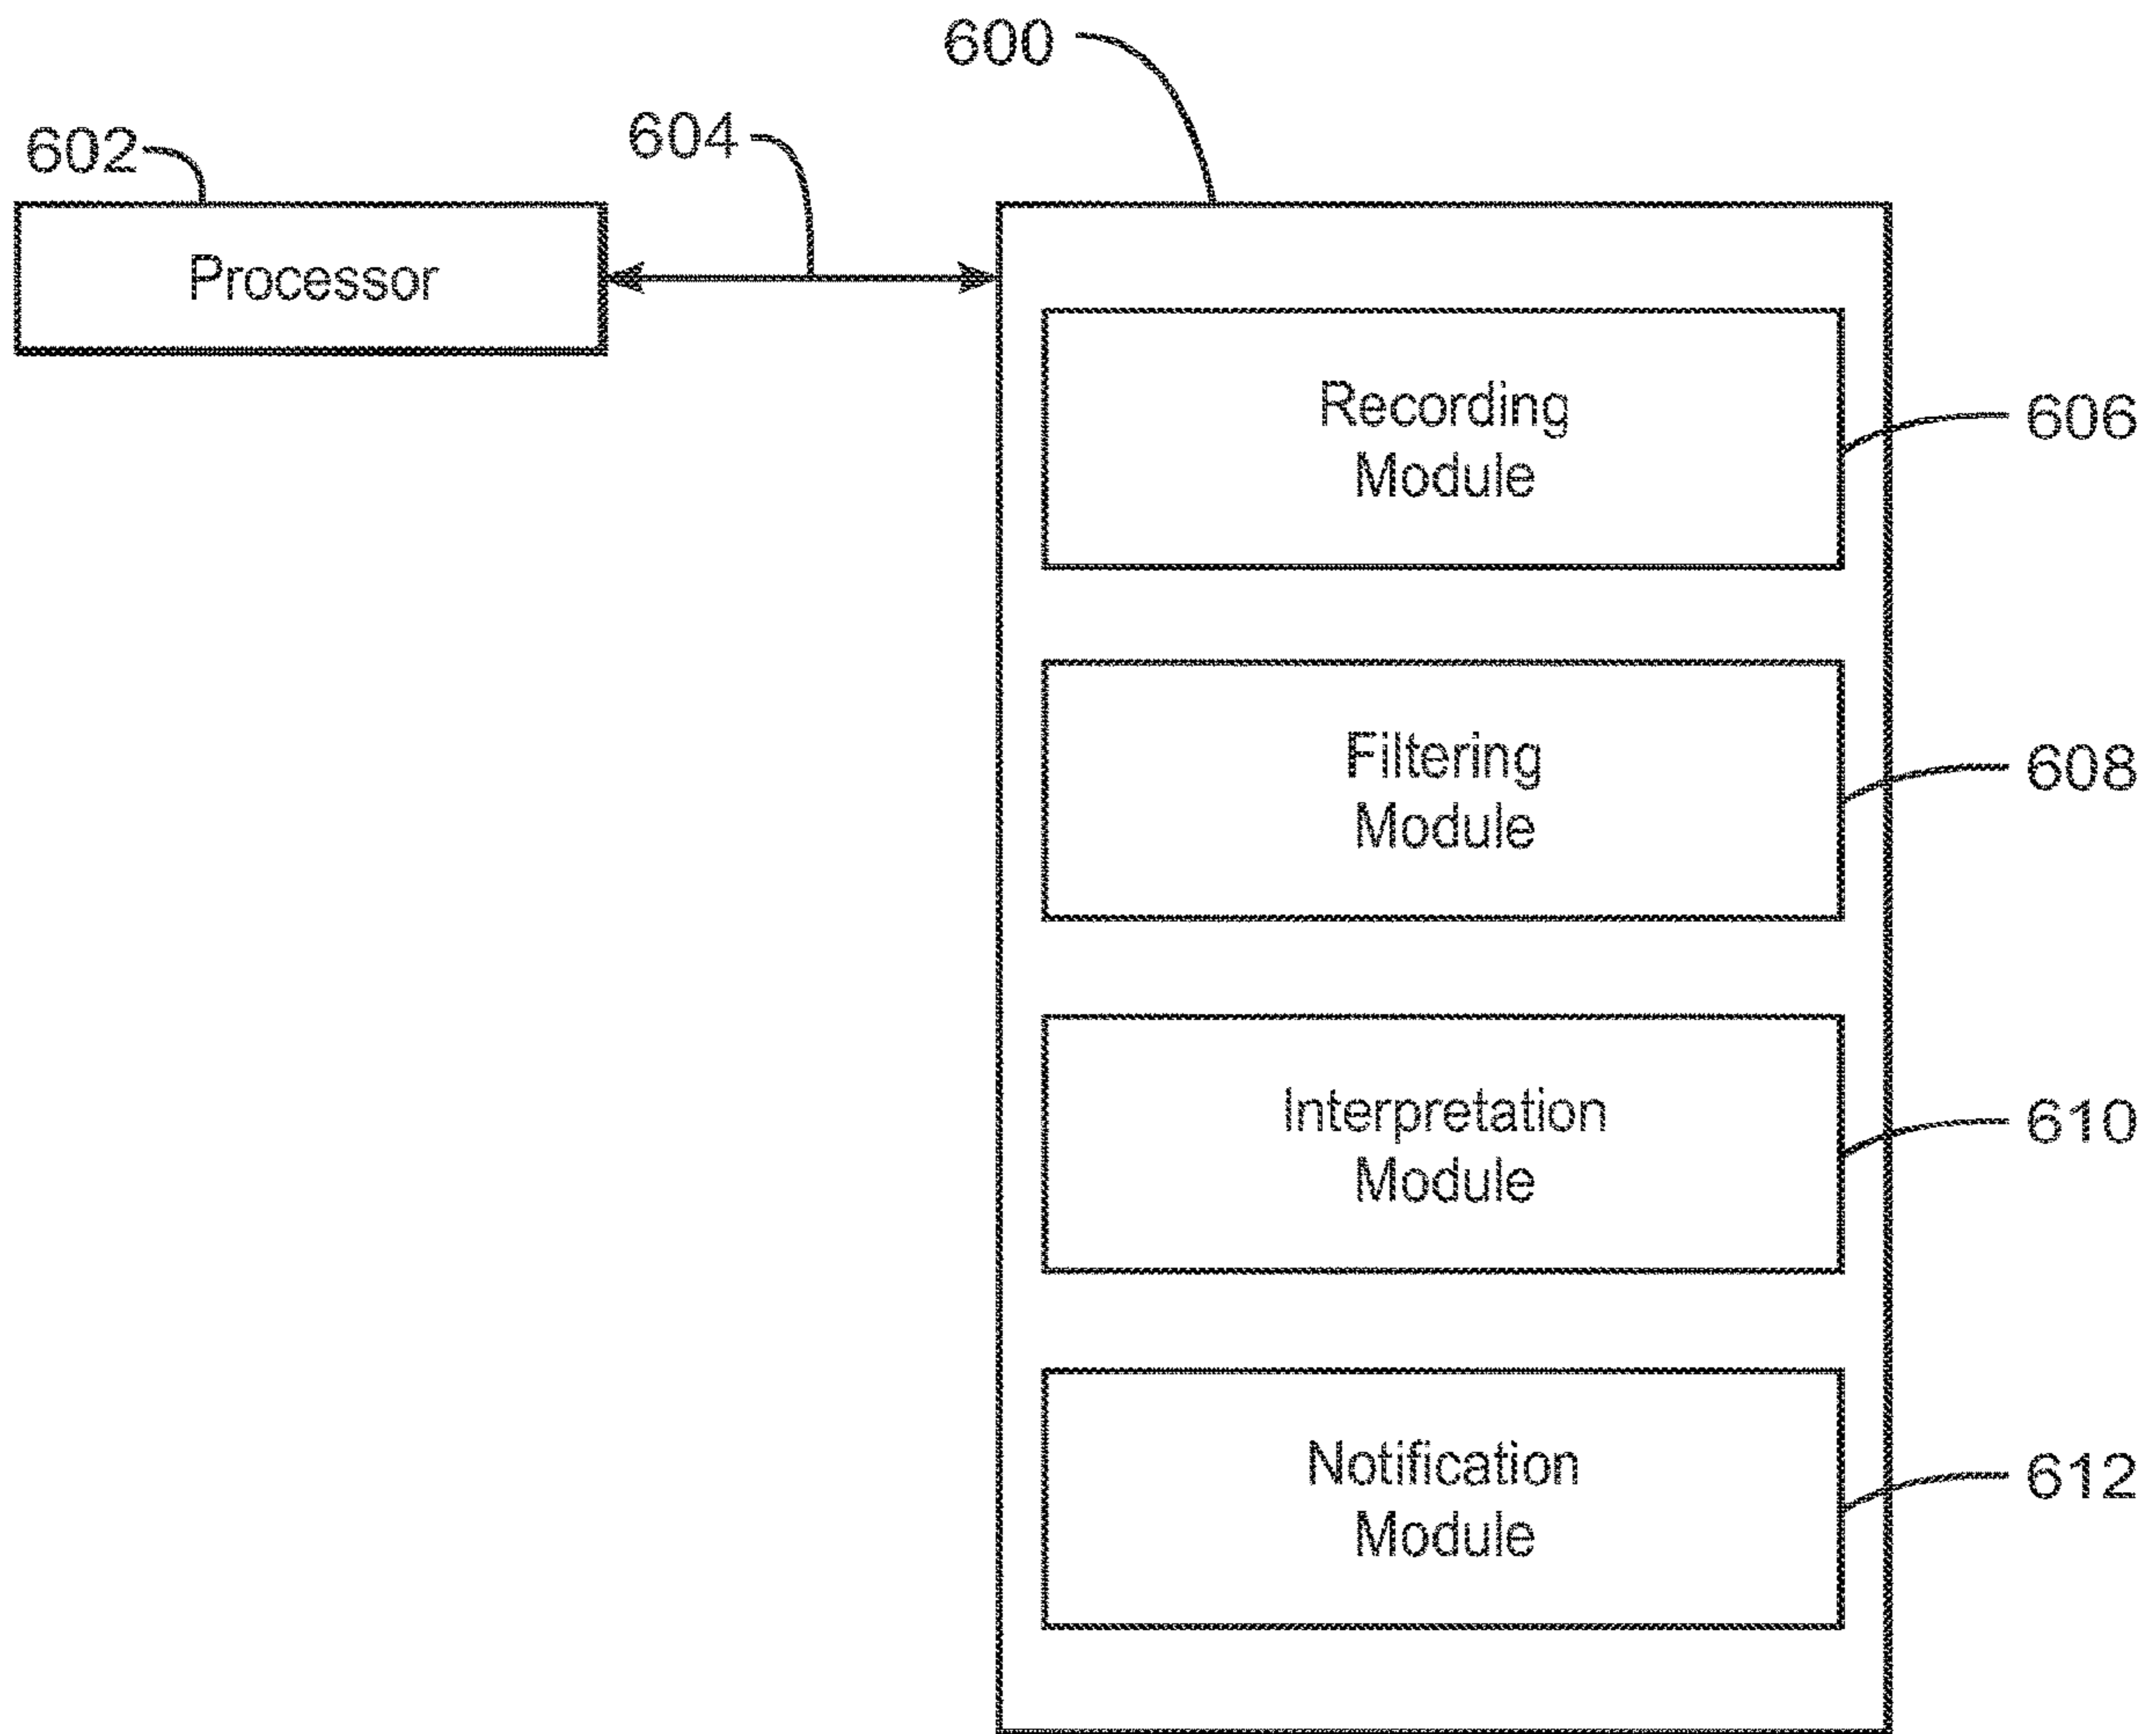 600
604
602
Processor
Recording
Module
606
Filtering
Module
608
Interpretation
Module
610
Notification
Module
612